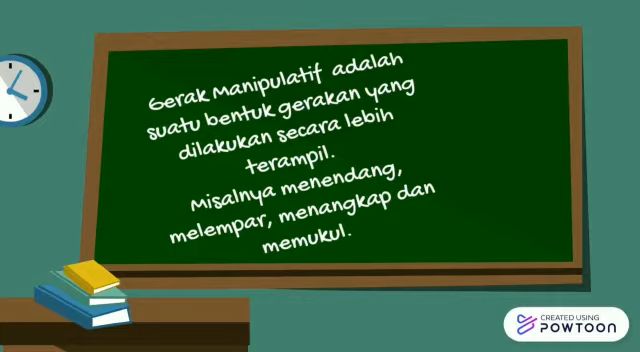 Gerak Manipulatif adalah
suatu bentuk gerakan yang
dilakukan secara lebih
terampil.
Misalnya menendang,
melempar, menangkap dan
memukul.
CREATED USING
POWTOON